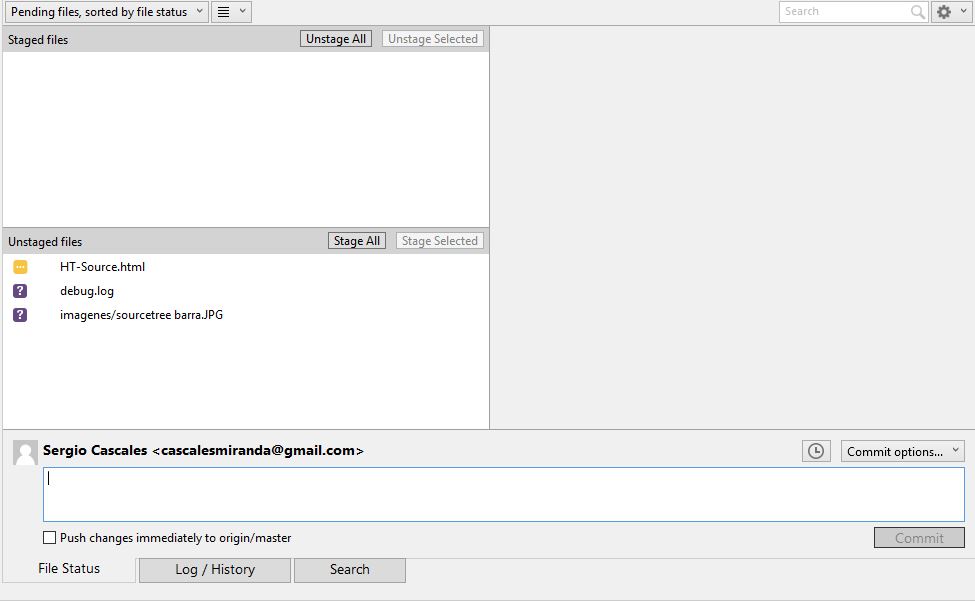 Pending files, sorted by file status
Search
Staged files
Unstage All
Unstage Selected
Unstaged files
Stage All
Stage Selected
HT-Source.html
? debug.log
? imagenes/sourcetree barra.JPG
Sergio Cascales <cascalesmiranda@gmail.com>
Commit options...
Push changes immediately to origin/master
Commit
File Status
Log / History
Search